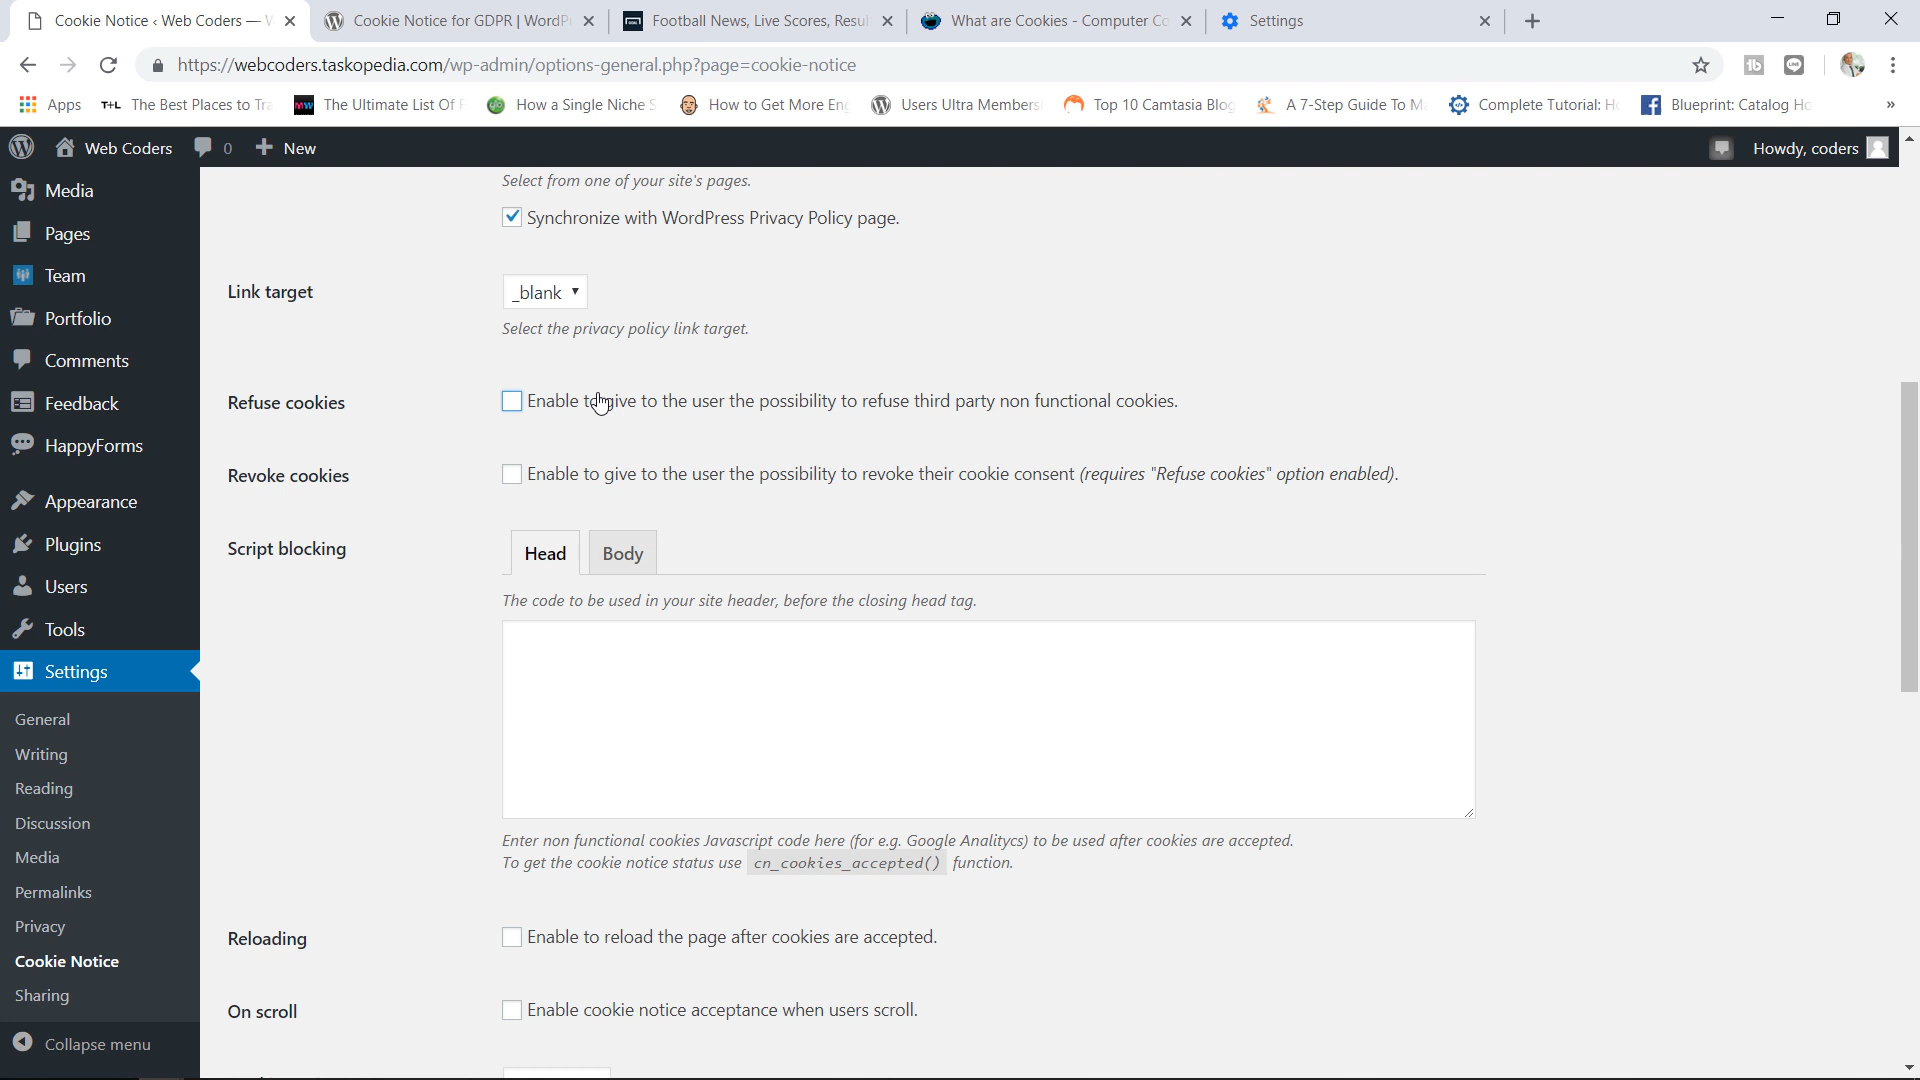 Cookie Notice ‹ Web Coders —
Cookie Notice for GDPR | WordP
Football News, Live Scores, Resul
What are Cookies - Computer Co
Settings
https://webcoders.taskopedia.com/wp-admin/options-general.php?page=cookie-notice
Apps
T+L The Best Places to Tra
The Ultimate List Of F
How a Single Niche S
How to Get More En
Users Ultra Members
Top 10 Camtasia Blog
A 7-Step Guide To M
Complete Tutorial: H
Blueprint: Catalog Ho
»
Web Coders
0
New
Howdy, coders
Media
Pages
Team
Portfolio
Comments
Feedback
HappyForms
Appearance
Plugins
Users
Tools
Settings
General
Writing
Reading
Discussion
Media
Permalinks
Privacy
Cookie Notice
Sharing
Collapse menu
Select from one of your site's pages.
Synchronize with WordPress Privacy Policy page.
Link target
_blank
Select the privacy policy link target.
Refuse cookies
Enable to give to the user the possibility to refuse third party non functional cookies.
Revoke cookies
Enable to give to the user the possibility to revoke their cookie consent (requires "Refuse cookies" option enabled).
Script blocking
Head
Body
The code to be used in your site header, before the closing head tag.
Enter non functional cookies Javascript code here (for e.g. Google Analitycs) to be used after cookies are accepted.
To get the cookie notice status use cn_cookies_accepted() function.
Reloading
Enable to reload the page after cookies are accepted.
On scroll
Enable cookie notice acceptance when users scroll.